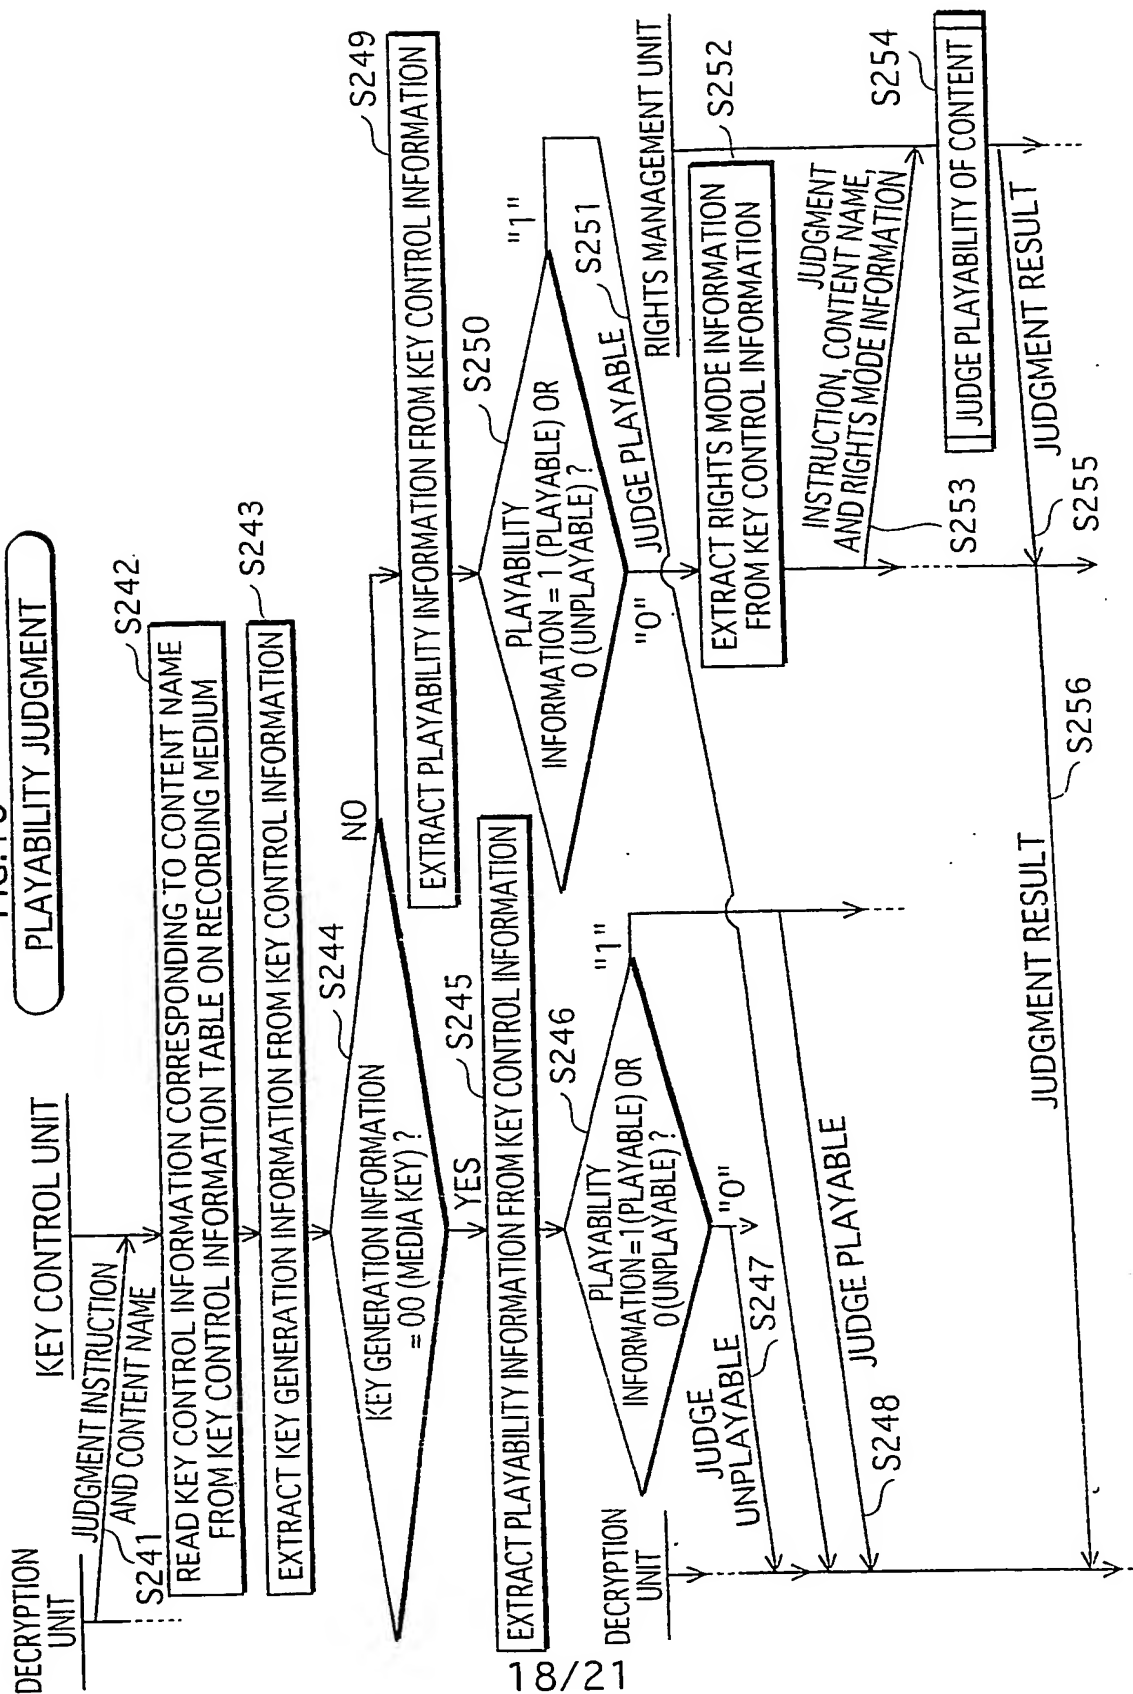 PLAYABILITY JUDGMENT
DECRYPTION
UNIT
KEY CONTROL UNIT
JUDGMENT INSTRUCTION
AND CONTENT NAME
S241
S242
READ KEY CONTROL INFORMATION CORRESPONDING TO CONTENT NAME
FROM KEY CONTROL INFORMATION TABLE ON RECORDING MEDIUM
S243
EXTRACT KEY GENERATION INFORMATION FROM KEY CONTROL INFORMATION
S244
KEY GENERATION INFORMATION
= 00 (MEDIA KEY) ?
NO
YES
S245
EXTRACT PLAYABILITY INFORMATION FROM KEY CONTROL INFORMATION
S246
PLAYABILITY
INFORMATION=1(PLAYABLE) OR
0(UNPLAYABLE) ?
"1"
"0"
DECRYPTION
UNIT
JUDGE
UNPLAYABLE
S247
JUDGE PLAYABLE
S248
S249
EXTRACT PLAYABILITY INFORMATION FROM KEY CONTROL INFORMATION
S250
PLAYABILITY
INFORMATION = 1 (PLAYABLE) OR
0 (UNPLAYABLE) ?
"1"
"0"
JUDGE PLAYABLE
S251
RIGHTS MANAGEMENT UNIT
S252
EXTRACT RIGHTS MODE INFORMATION
FROM KEY CONTROL INFORMATION
JUDGMENT
INSTRUCTION, CONTENT NAME,
AND RIGHTS MODE INFORMATION
S253
S254
JUDGE PLAYABILITY OF CONTENT
JUDGMENT RESULT
S255
JUDGMENT RESULT
S256
18/21